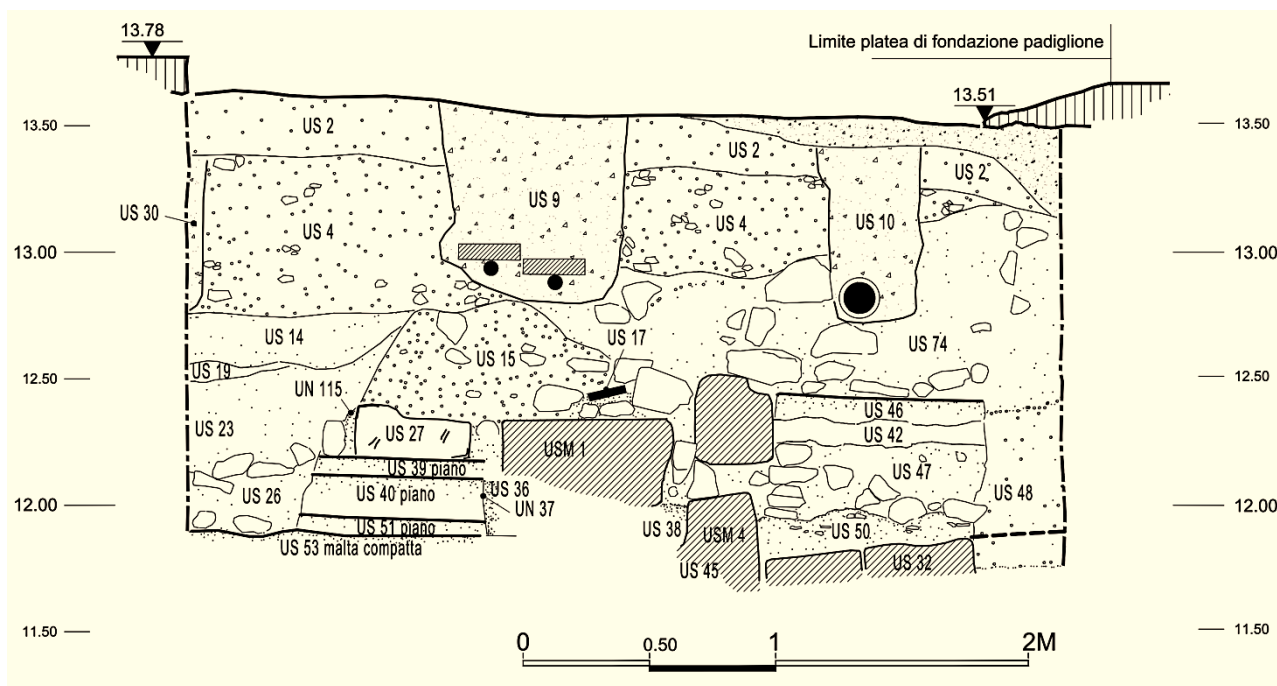 13.78
Limite platea di fondazione padiglione
13.51
13.50
13.50
US 2
US 2
US 2
US 9
US 30
US 4
US 4
US 10
13.00
13.00
US 14
US 17
US 74
US 15
US 19
12.50
12.50
UN 115
US 46
US 23
US 27
US 42
USM 1
US 39 piano
US 47
US 26
US 40 piano
US 36
US 48
12.00
UN 37
12.00
US 51 piano
US 38
USM 4
US 50
US 53 malta compatta
US 45
US 32
11.50
11.50
0
0.50
1
2M